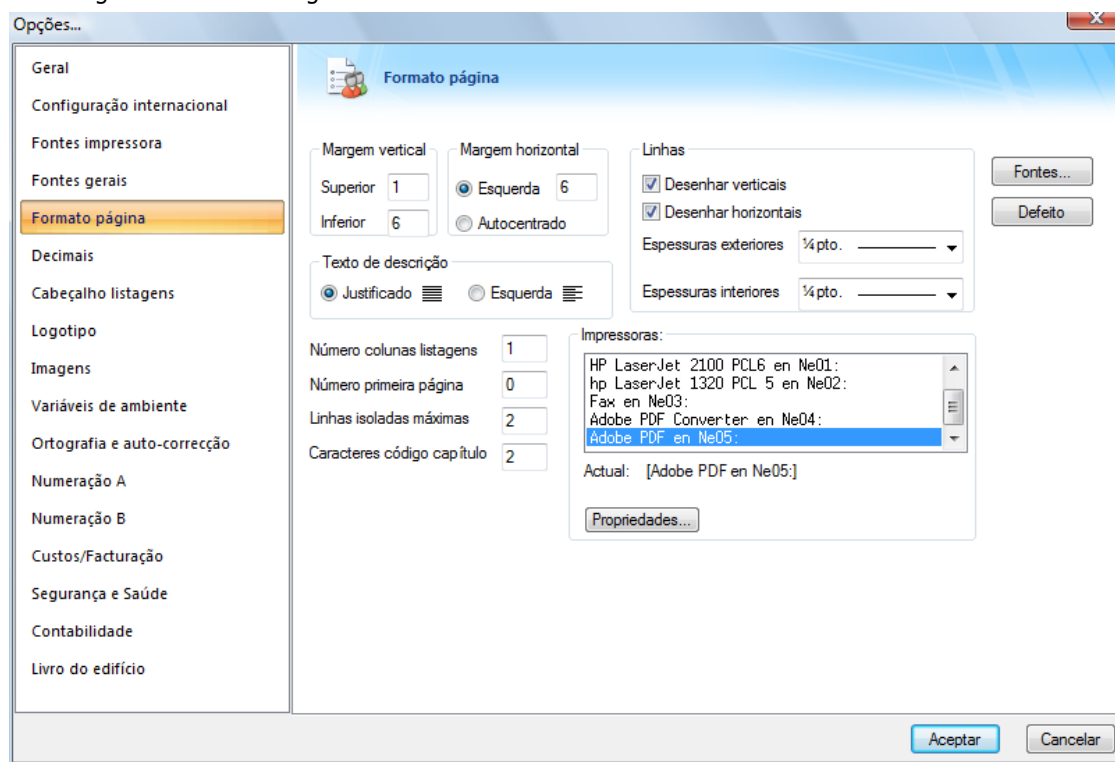 Opções...
Geral
Configuração internacional
Fontes impressora
Fontes gerais
Formato página
Decimais
Cabeçalho listagens
Logotipo
Imagens
Variáveis de ambiente
Ortografia e auto-correcção
Numeração A
Numeração B
Custos/Facturação
Segurança e Saúde
Contabilidade
Livro do edifício
Formato página
Margem vertical
Superior 1
Inferior 6
Margem horizontal
Esquerda 6
Autocentrado
Texto de descrição
Justificado Esquerda
Linhas
Desenhar verticais
Desenhar horizontais
Espessuras exteriores ¼ pto.
Espessuras interiores ¼ pto.
Fontes...
Defeito
Número colunas listagens 1
Número primeira página 0
Linhas isoladas máximas 2
Caracteres código capítulo 2
Impressoras:
HP LaserJet 2100 PCL6 en Ne01:
hp LaserJet 1320 PCL 5 en Ne02:
Fax en Ne03:
Adobe PDF Converter en Ne04:
Adobe PDF en Ne05:
Actual: [Adobe PDF en Ne05:]
Propriedades...
Aceptar Cancelar